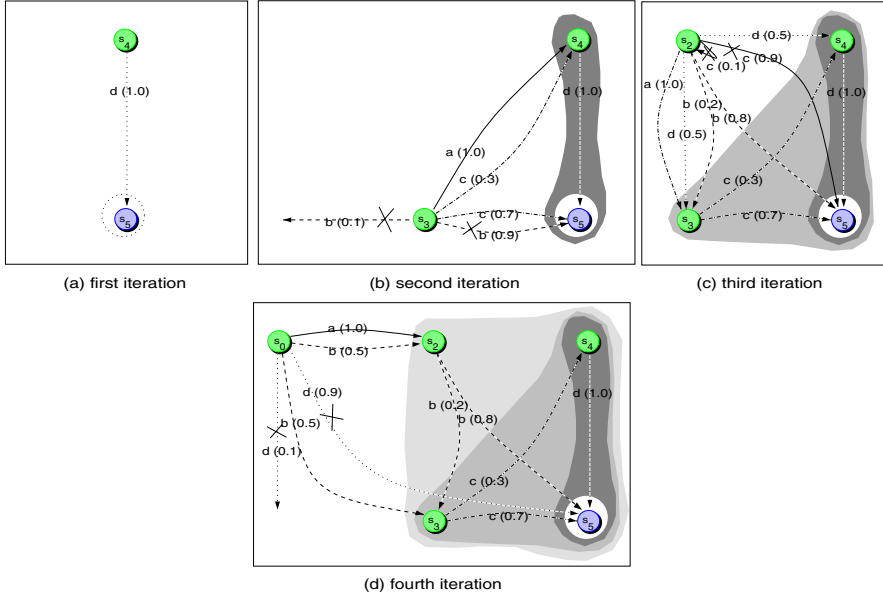 s4
d (1.0)
s5
(a) first iteration
s4
d (1.0)
a (1.0)
c (0.3)
s3
b (0.1)
c (0.7)
b (0.9)
s5
(b) second iteration
s2
d (0.5)
s4
c (0.9)
c (0.1)
a (1.0)
d (1.0)
b (0.2)
b (0.8)
d (0.5)
c (0.3)
s3
c (0.7)
s5
(c) third iteration
s0
a (1.0)
b (0.5)
s2
s4
d (0.9)
d (1.0)
b (0.2)
b (0.8)
b (0.5)
d (0.1)
c (0.3)
s3
c (0.7)
s5
(d) fourth iteration